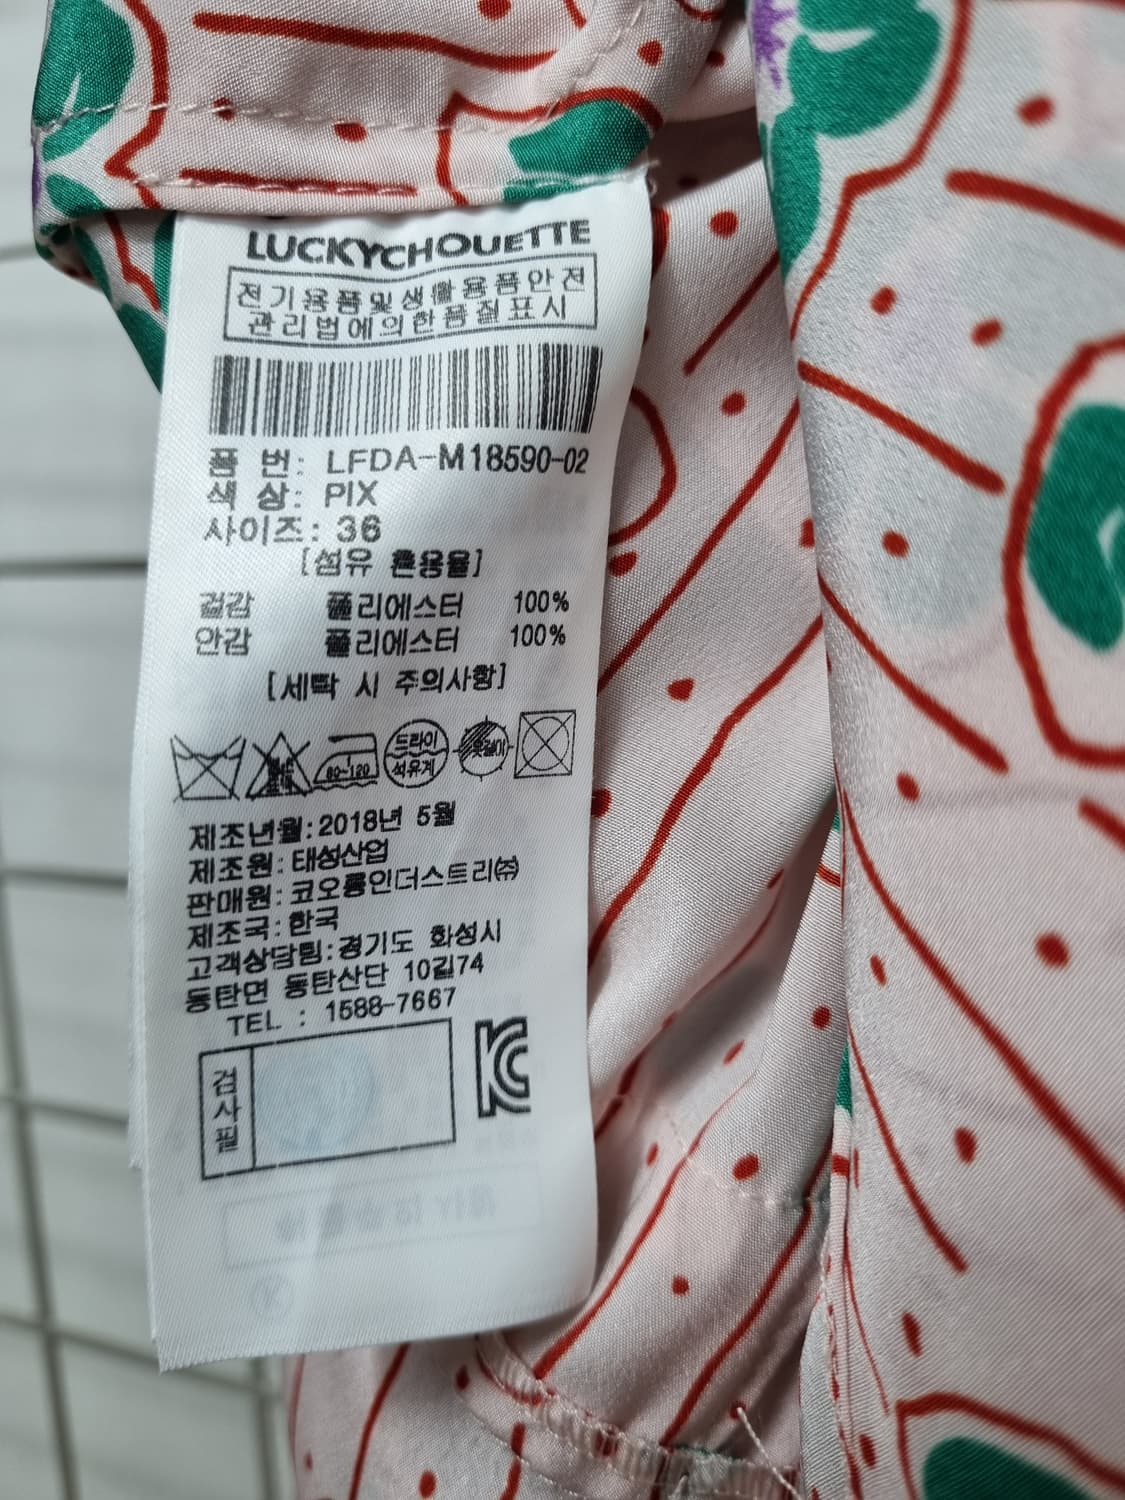 LUCKYCHOUETTE
전기용품및생활용품안전
관리법에의한품질표시
품 번: LFDA-M18590-02
색 상: PIX
사이즈: 36
[섬유 혼용율]
겉감 폴리에스터 100%
안감 폴리에스터 100%
[세탁 시 주의사항]
80-120 드라이 석유계 옷걸이
제조년월:2018년 5월
제조원:태성산업
판매원:코오롱인더스트리㈜
제조국:한국
고객상담팀:경기도 화성시
동탄면 동탄산단 10길74
TEL : 1588-7667
검사필
KC